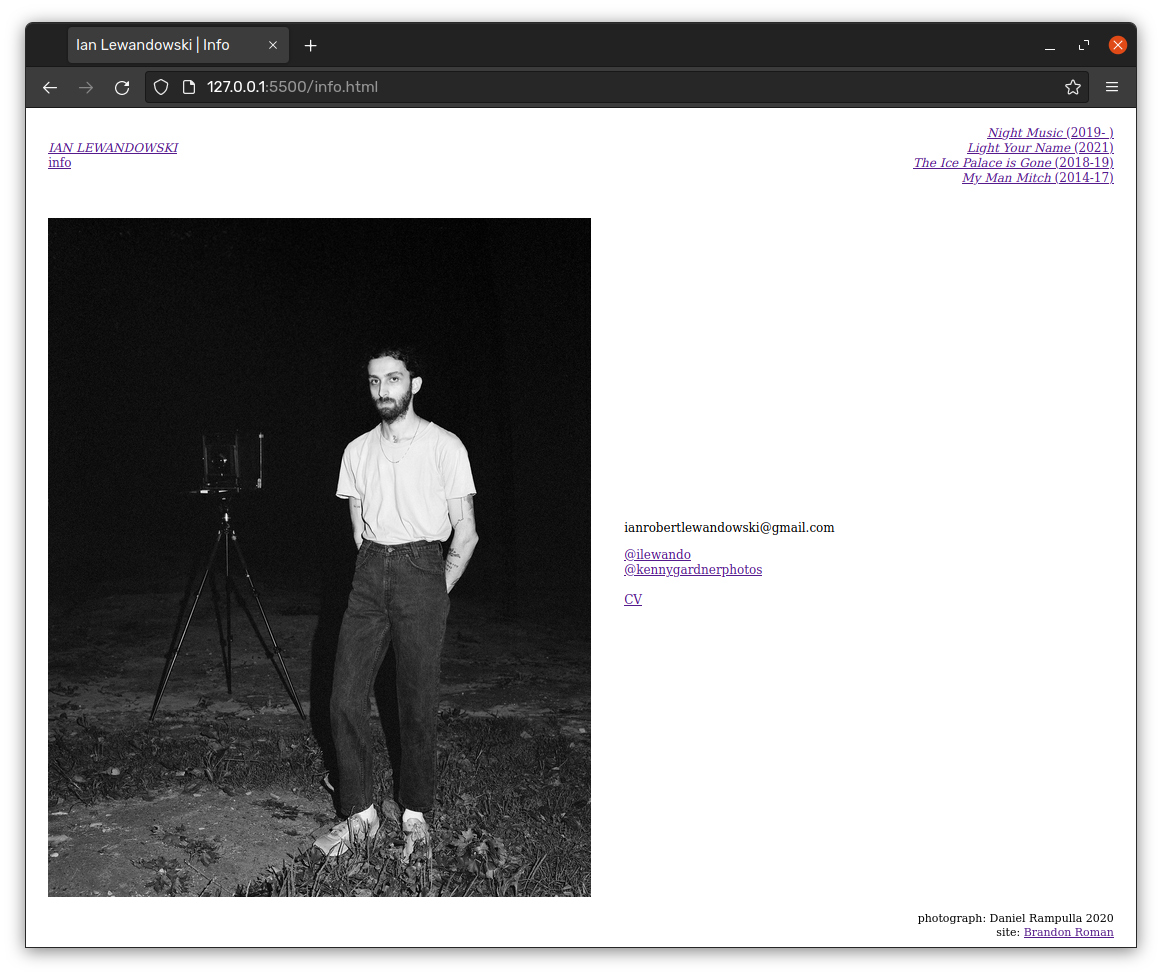 Ian Lewandowski | Info
127.0.0.1:5500/info.html
IAN LEWANDOWSKI
info
Night Music (2019- )
Light Your Name (2021)
The Ice Palace is Gone (2018-19)
My Man Mitch (2014-17)
ianrobertlewandowski@gmail.com
@ilewando
@kennygardnerphotos
CV
photograph: Daniel Rampulla 2020
site: Brandon Roman